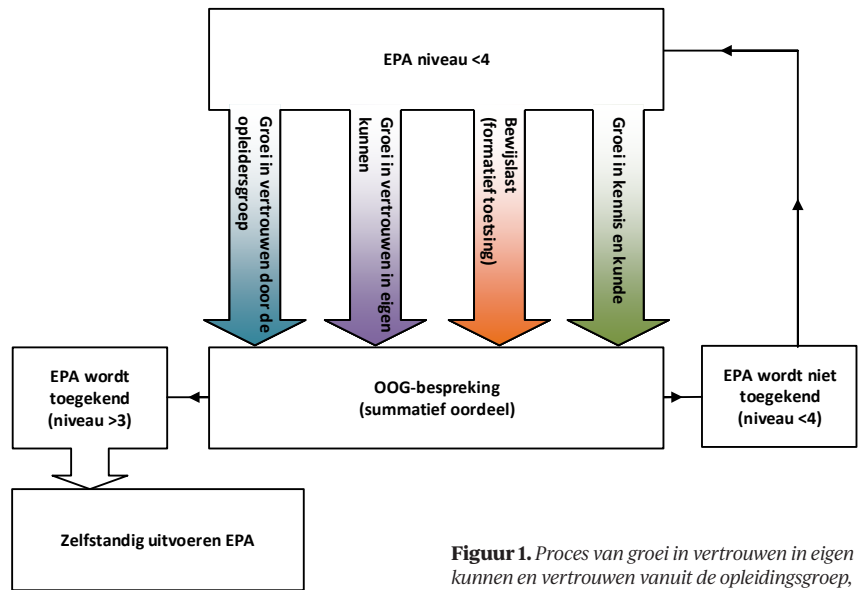 EPA niveau <4
Groei in vertrouwen door de
opleidersgroep
Groei in vertrouwen in eigen
kunnen
Bewijslast
(formatief toetsing)
Groei in kennis en kunde
EPA wordt
toegekend
(niveau >3)
OOG-bespreking
(summatief oordeel)
EPA wordt niet
toegekend
(niveau <4)
Zelfstandig uitvoeren EPA
Figuur 1. Proces van groei in vertrouwen in eigen
kunnen en vertrouwen vanuit de opleidingsgroep,